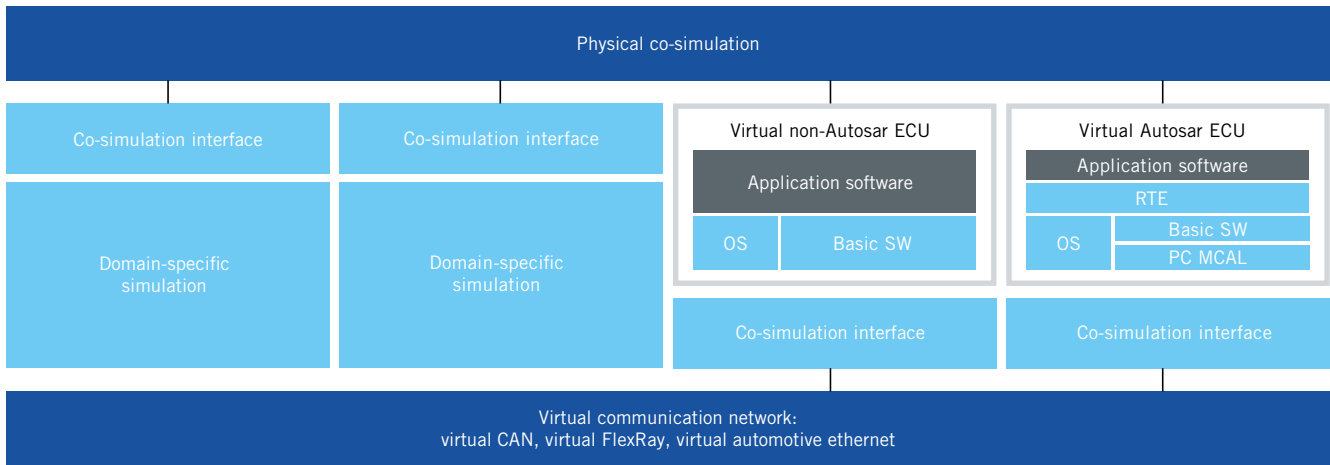 Physical co-simulation
Co-simulation interface
Domain-specific
simulation
Co-simulation interface
Domain-specific
simulation
Virtual non-Autosar ECU
Application software
OS
Basic SW
Co-simulation interface
Virtual Autosar ECU
Application software
RTE
OS
Basic SW
PC MCAL
Co-simulation interface
Virtual communication network:
virtual CAN, virtual FlexRay, virtual automotive ethernet